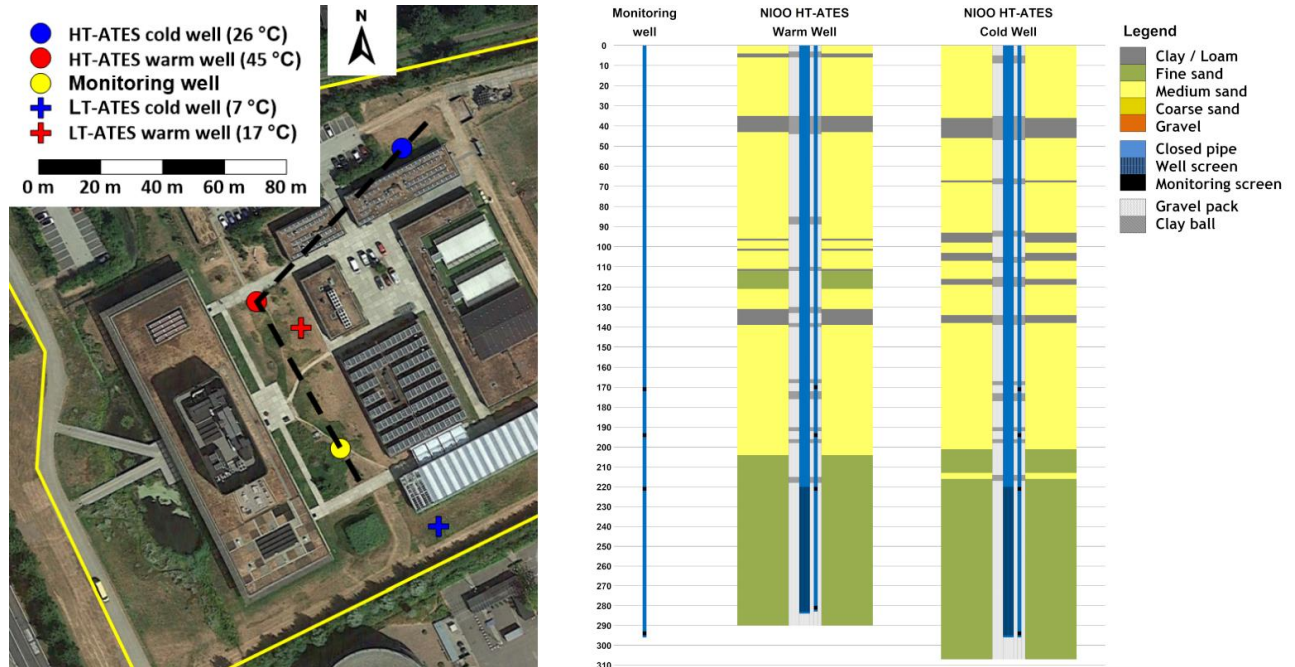 HT-ATES cold well (26 °C)
HT-ATES warm well (45 °C)
Monitoring well
LT-ATES cold well (7 °C)
LT-ATES warm well (17 °C)
0 m 20 m 40 m 60 m 80 m
N
Monitoring
well
NIOO HT-ATES
Warm Well
NIOO HT-ATES
Cold Well
0
10
20
30
40
50
60
70
80
90
100
110
120
130
140
150
160
170
180
190
200
210
220
230
240
250
260
270
280
290
300
310
Legend
Clay / Loam
Fine sand
Medium sand
Coarse sand
Gravel
Closed pipe
Well screen
Monitoring screen
Gravel pack
Clay ball